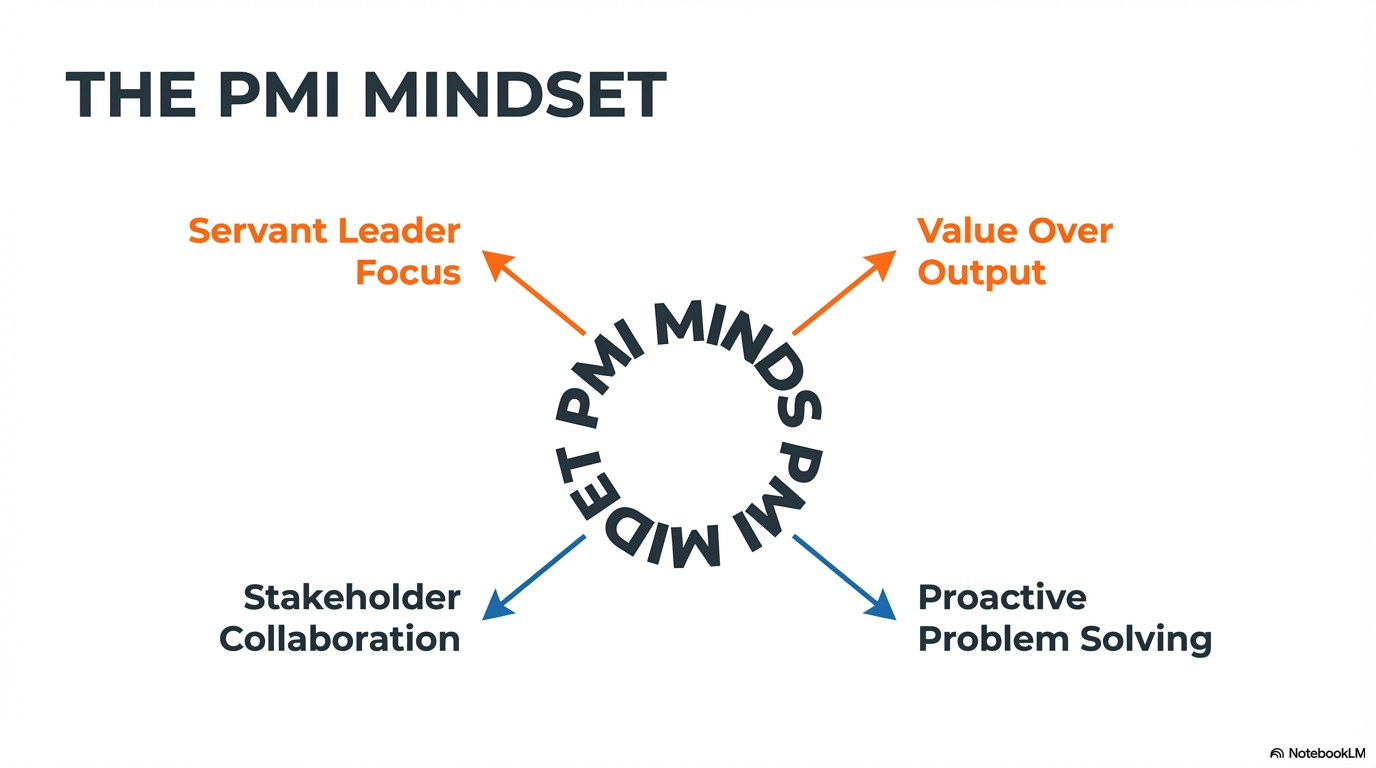 THE PMI MINDSET
Servant Leader
Focus
Value Over
Output
PMI MINDS PMI MIDET
Stakeholder
Collaboration
Proactive
Problem Solving
NotebookLM